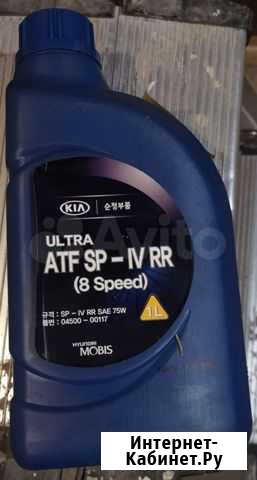 KIA 순정부품
ULTRA
ATF SP - IV RR
(8 Speed)
규격 : SP - IV RR SAE 75W
품번 : 04500 - 00117
1L
HYUNDAI
MOBIS
Avito
Интернет-
Кабинет.Ру